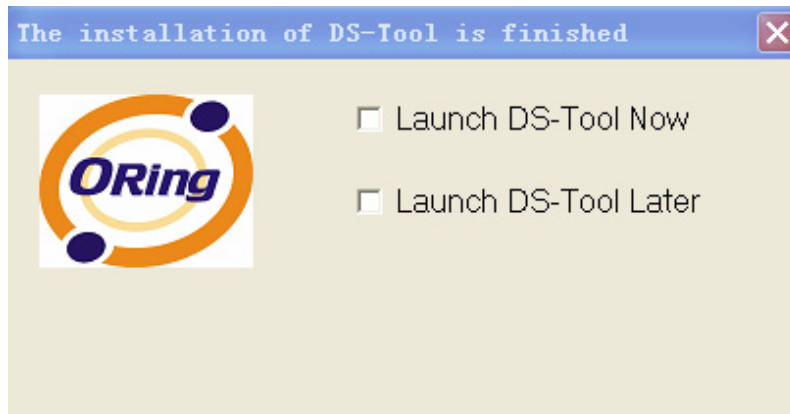 The installation of DS-Tool is finished
ORing
Launch DS-Tool Now
Launch DS-Tool Later